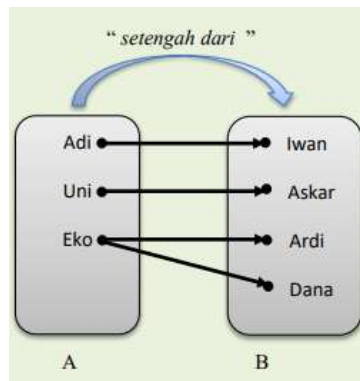 “ setengah dari ”
Adi Iwan
Uni Askar
Eko Ardi
Dana
A B